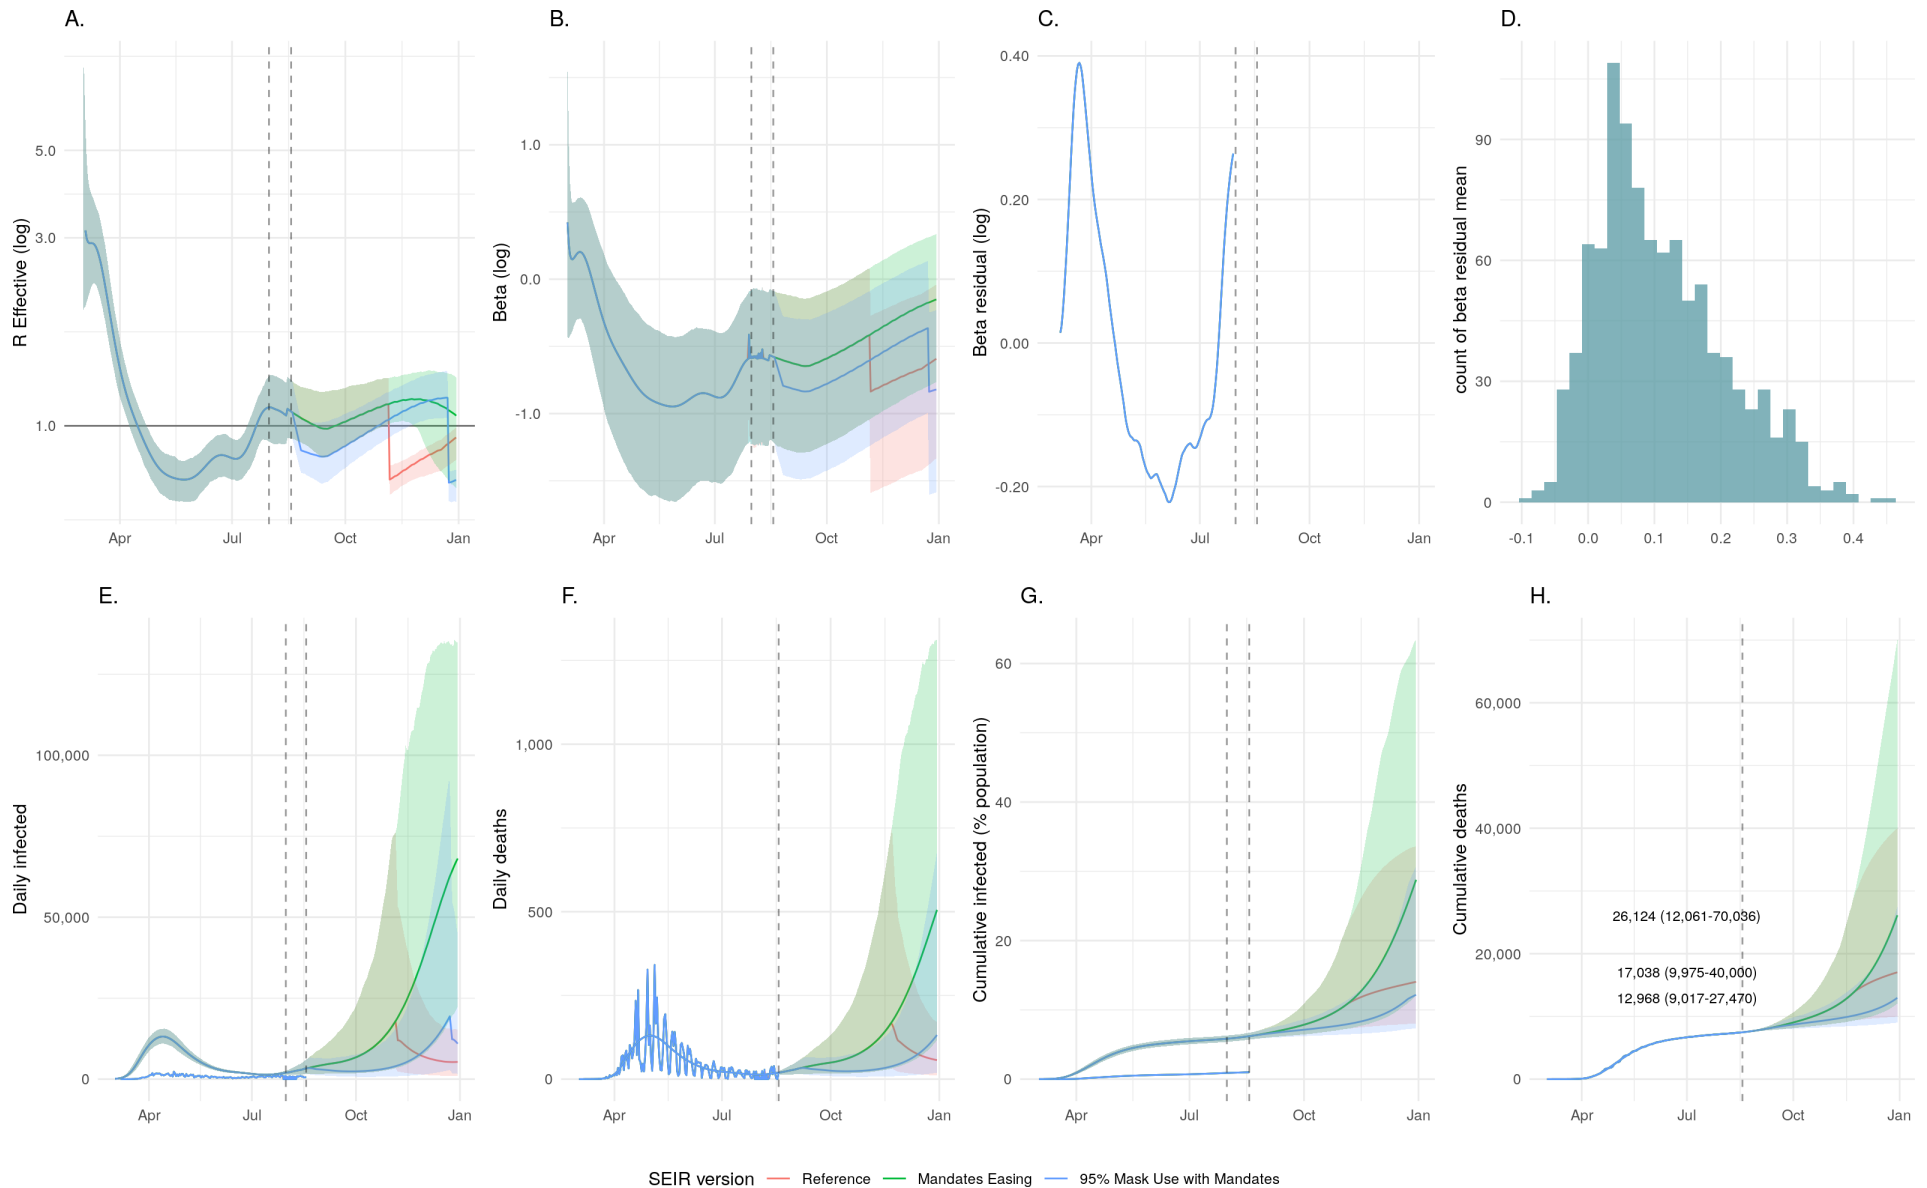 A.
R Effective (log)
5.0
3.0
1.0
Apr
Jul
Oct
Jan
B.
Beta (log)
1.0
0.0
-1.0
Apr
Jul
Oct
Jan
C.
Beta residual (log)
0.40
0.20
0.00
-0.20
Apr
Jul
Oct
Jan
D.
count of beta residual mean
90
60
30
0
-0.1
0.0
0.1
0.2
0.3
0.4
E.
Daily infected
100,000
50,000
0
Apr
Jul
Oct
Jan
F.
Daily deaths
1,000
500
0
Apr
Jul
Oct
Jan
G.
Cumulative infected (% population)
60
40
20
0
Apr
Jul
Oct
Jan
H.
Cumulative deaths
60,000
40,000
20,000
0
26,124 (12,061-70,036)
17,038 (9,975-40,000)
12,968 (9,017-27,470)
Apr
Jul
Oct
Jan
SEIR version
Reference
Mandates Easing
95% Mask Use with Mandates